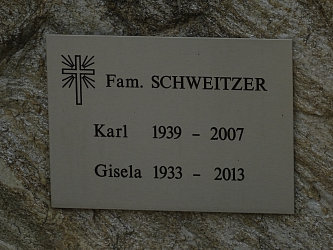 Fam. SCHWEITZER
Karl 1939 - 2007
Gisela 1933 - 2013